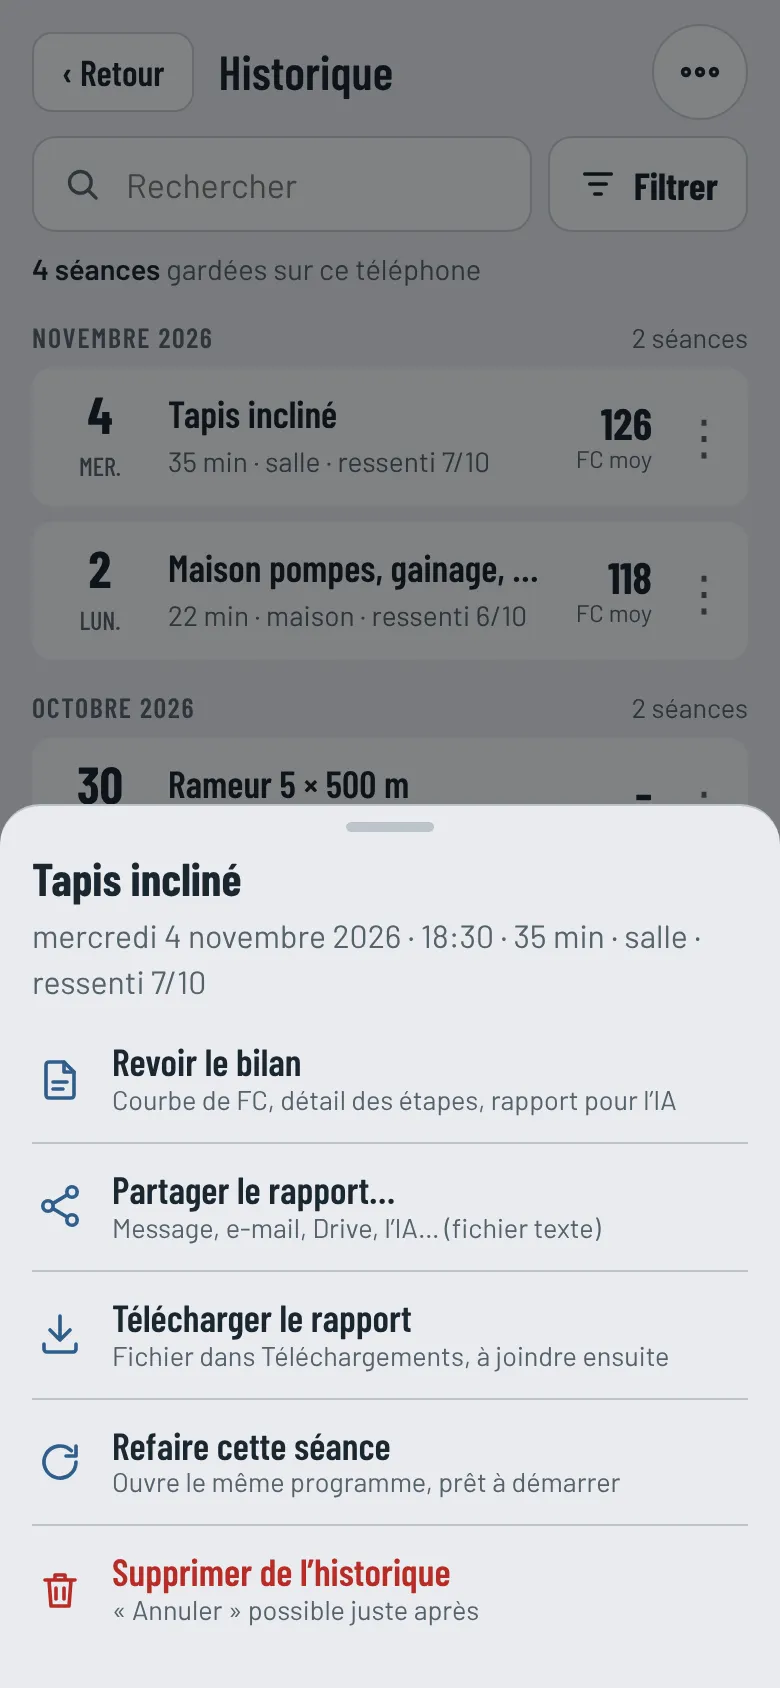 ‹ Retour
Historique
Rechercher
Filtrer
4 séances gardées sur ce téléphone
NOVEMBRE 2026
2 séances
4
MER.
Tapis incliné
35 min · salle · ressenti 7/10
126
FC moy
2
LUN.
Maison pompes, gainage, ...
22 min · maison · ressenti 6/10
118
FC moy
OCTOBRE 2026
2 séances
30
Rameur 5 × 500 m
–
Tapis incliné
mercredi 4 novembre 2026 · 18:30 · 35 min · salle ·
ressenti 7/10
Revoir le bilan
Courbe de FC, détail des étapes, rapport pour l’IA
Partager le rapport…
Message, e-mail, Drive, l’IA… (fichier texte)
Télécharger le rapport
Fichier dans Téléchargements, à joindre ensuite
Refaire cette séance
Ouvre le même programme, prêt à démarrer
Supprimer de l’historique
« Annuler » possible juste après